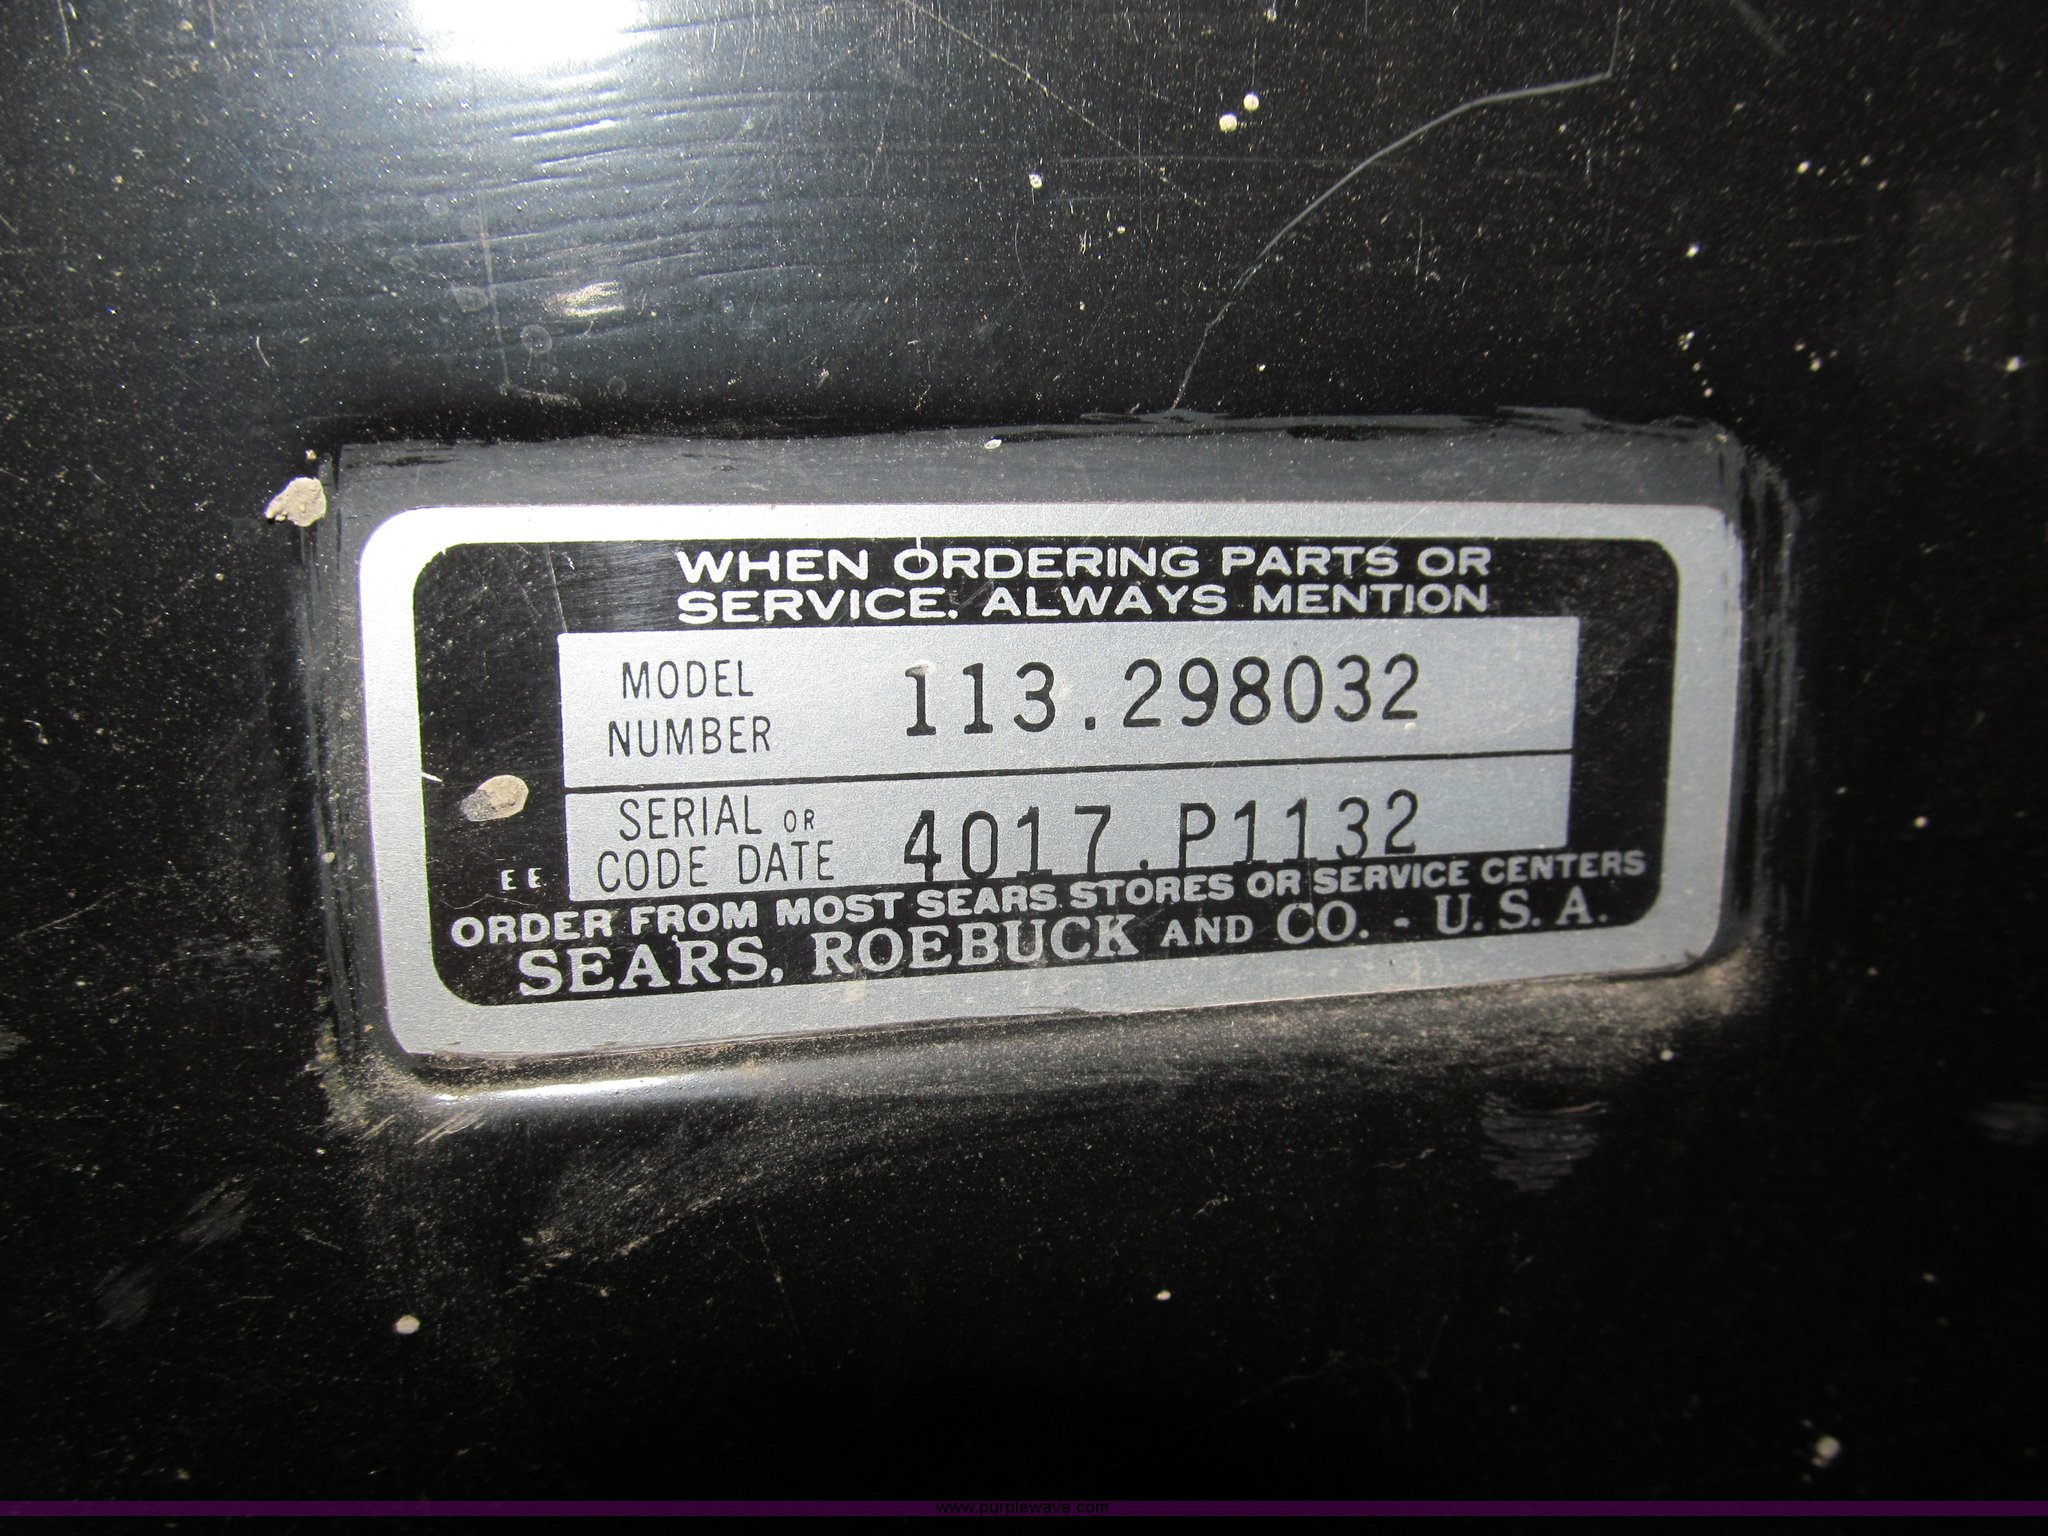 WHEN ORDERING PARTS OR
SERVICE. ALWAYS MENTION
MODEL
NUMBER
113.298032
SERIAL OR
CODE DATE
4017.P1132
EE
ORDER FROM MOST SEARS STORES OR SERVICE CENTERS
SEARS, ROEBUCK AND CO. - U.S.A.
www.purplewave.com